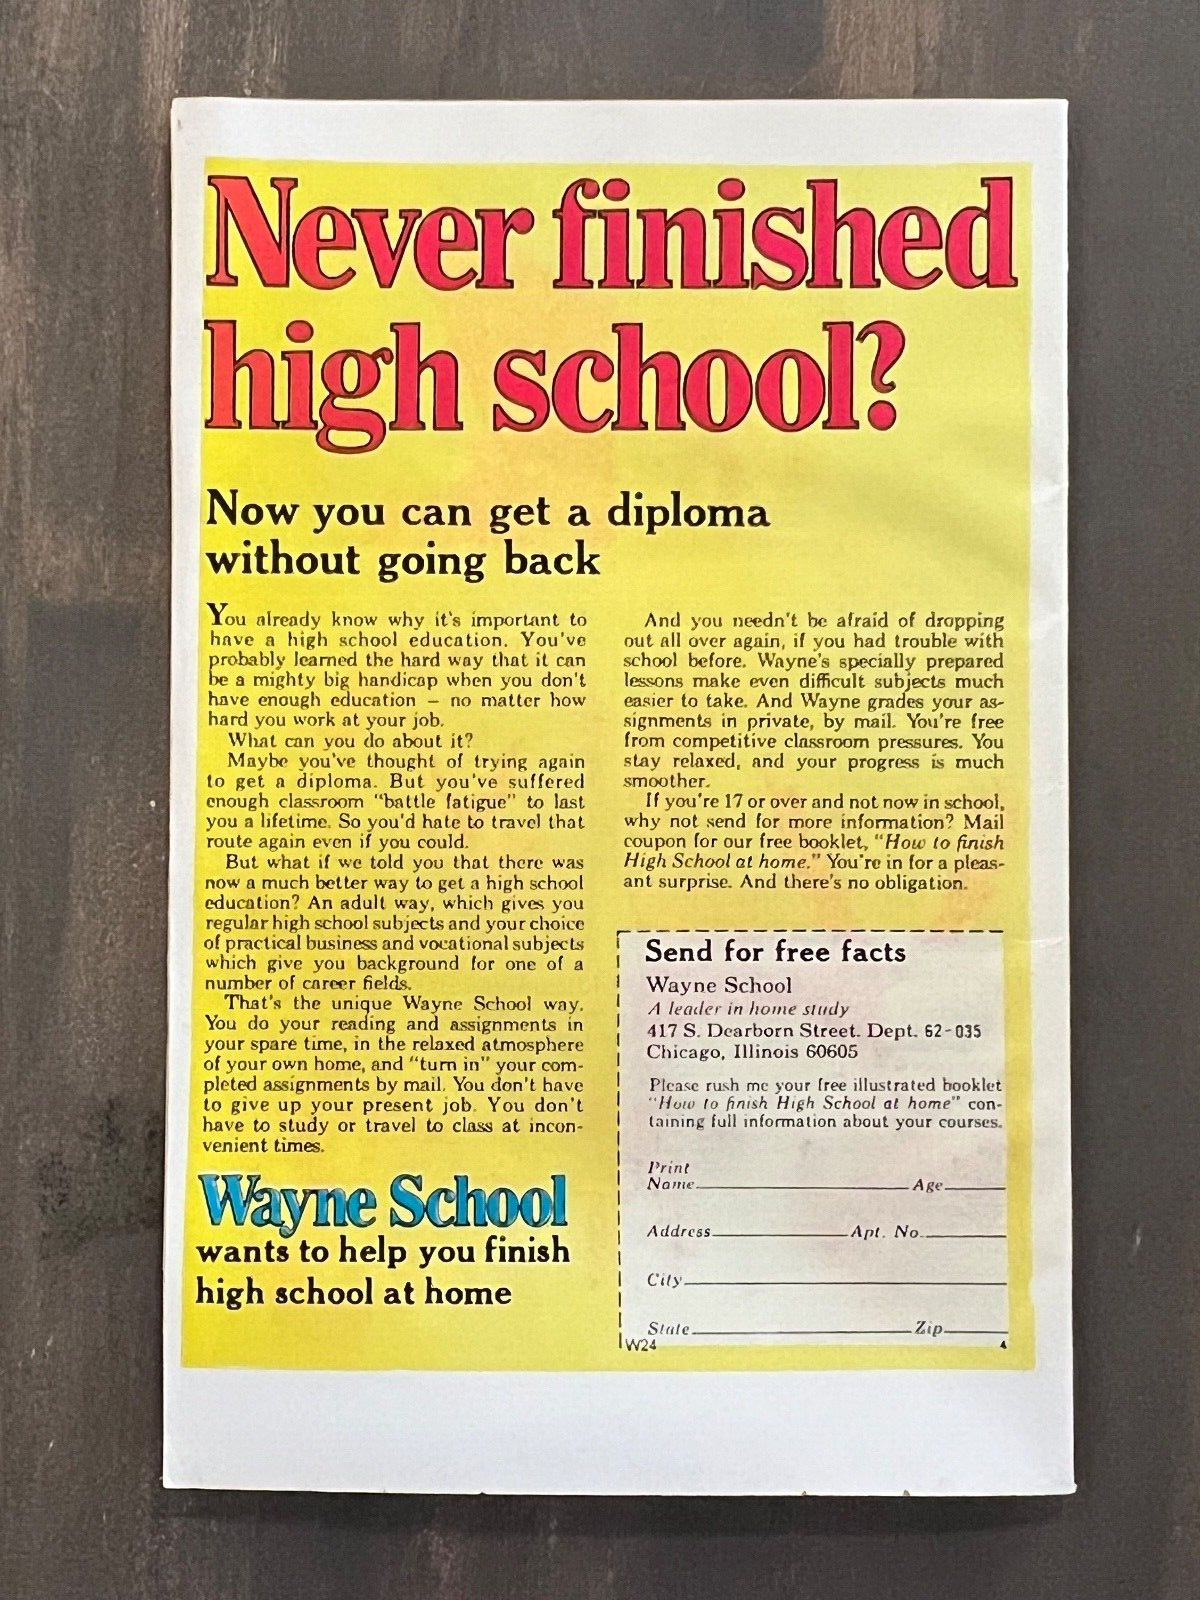 Never finished
high school?
Now you can get a diploma
without going back
You already know why it's important to
have a high school education. You've
probably learned the hard way that it can
be a mighty big handicap when you don't
have enough education — no matter how
hard you work at your job.
What can you do about it?
Maybe you've thought of trying again
to get a diploma. But you've suffered
enough classroom "battle fatigue" to last
you a lifetime. So you'd hate to travel that
route again even if you could.
But what if we told you that there was
now a much better way to get a high school
education? An adult way, which gives you
regular high school subjects and your choice
of practical business and vocational subjects
which give you background for one of a
number of career fields.
That's the unique Wayne School way.
You do your reading and assignments in
your spare time, in the relaxed atmosphere
of your own home, and "turn in" your com-
pleted assignments by mail. You don't have
to give up your present job. You don't
have to study or travel to class at incon-
venient times.
Wayne School
wants to help you finish
high school at home
And you needn't be afraid of dropping
out all over again, if you had trouble with
school before. Wayne's specially prepared
lessons make even difficult subjects much
easier to take. And Wayne grades your as-
signments in private, by mail. You're free
from competitive classroom pressures. You
stay relaxed, and your progress is much
smoother.
If you're 17 or over and not now in school,
why not send for more information? Mail
coupon for our free booklet, "How to finish
High School at home." You're in for a pleas-
ant surprise. And there's no obligation.
Send for free facts
Wayne School
A leader in home study
417 S. Dearborn Street. Dept. 62-035
Chicago, Illinois 60605
Please rush me your free illustrated booklet
"How to finish High School at home" con-
taining full information about your courses.
Print
Name Age
Address Apt. No.
City
State Zip
W24 4